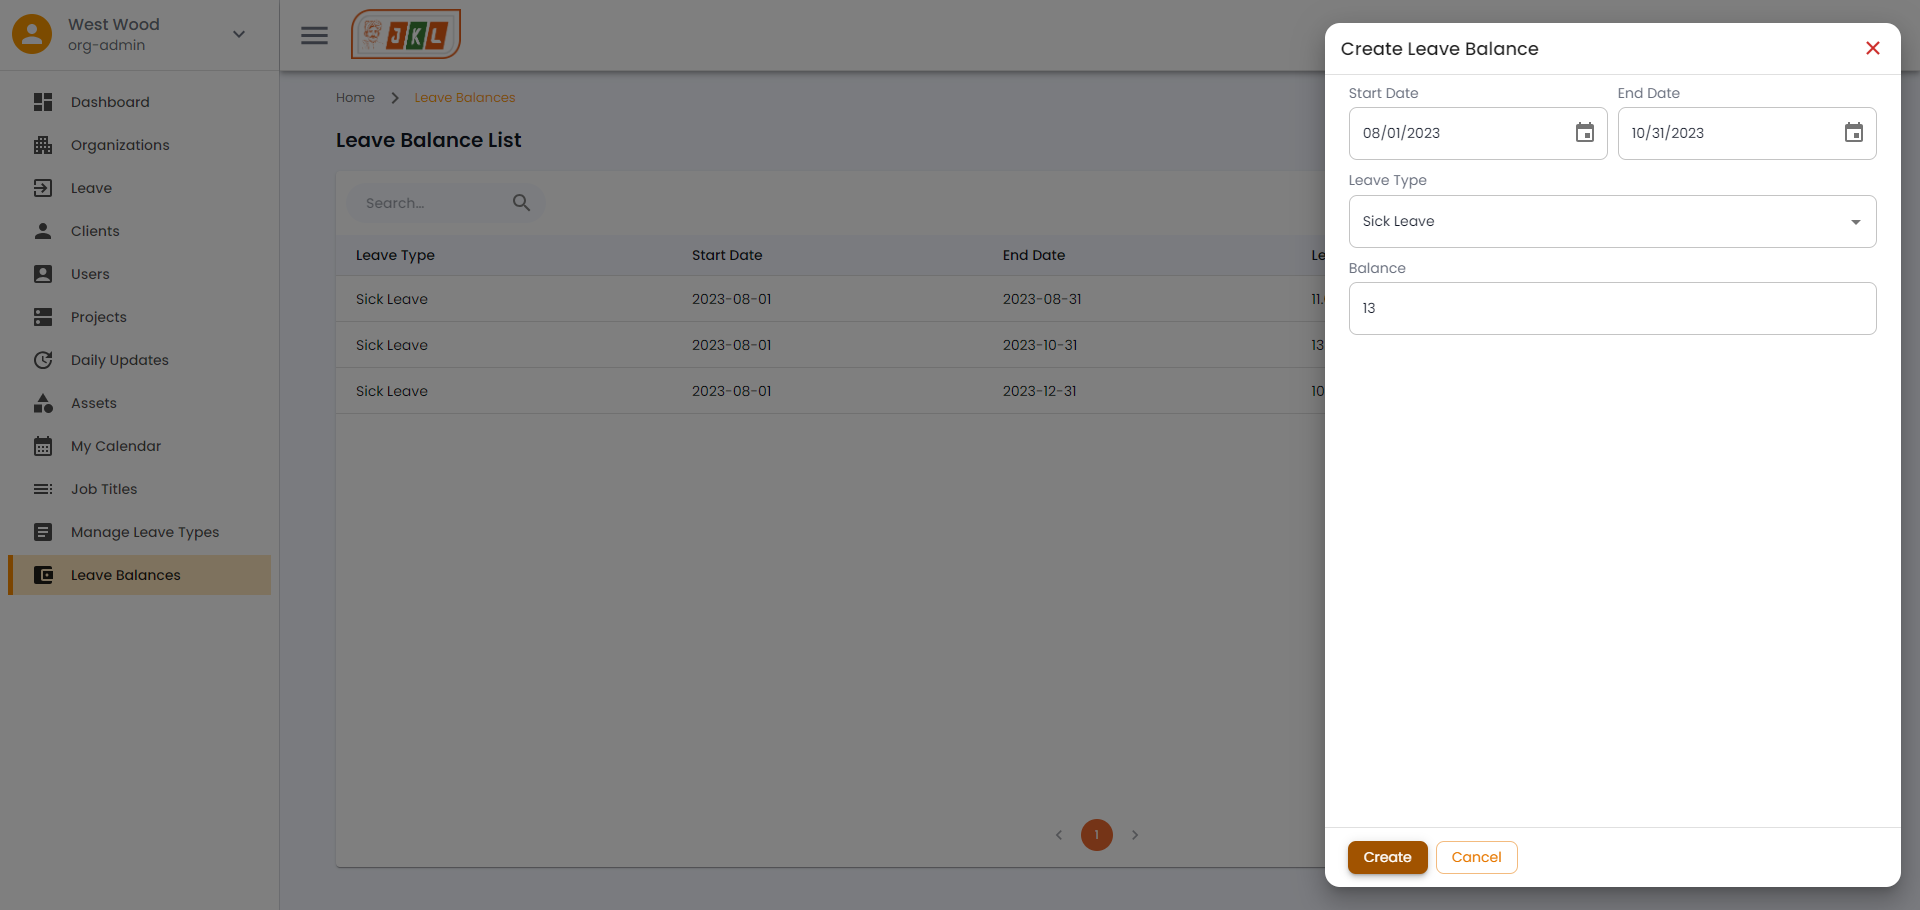 West Wood
org-admin
Dashboard
Organizations
Leave
Clients
Users
Projects
Daily Updates
Assets
My Calendar
Job Titles
Manage Leave Types
Leave Balances
JKL
Home
Leave Balances
Leave Balance List
Search...
Leave Type Start Date End Date Le
Sick Leave 2023-08-01 2023-08-31 11.
Sick Leave 2023-08-01 2023-10-31 13
Sick Leave 2023-08-01 2023-12-31 10
1
Create Leave Balance
Start Date End Date
08/01/2023 10/31/2023
Leave Type
Sick Leave
Balance
13
Create Cancel